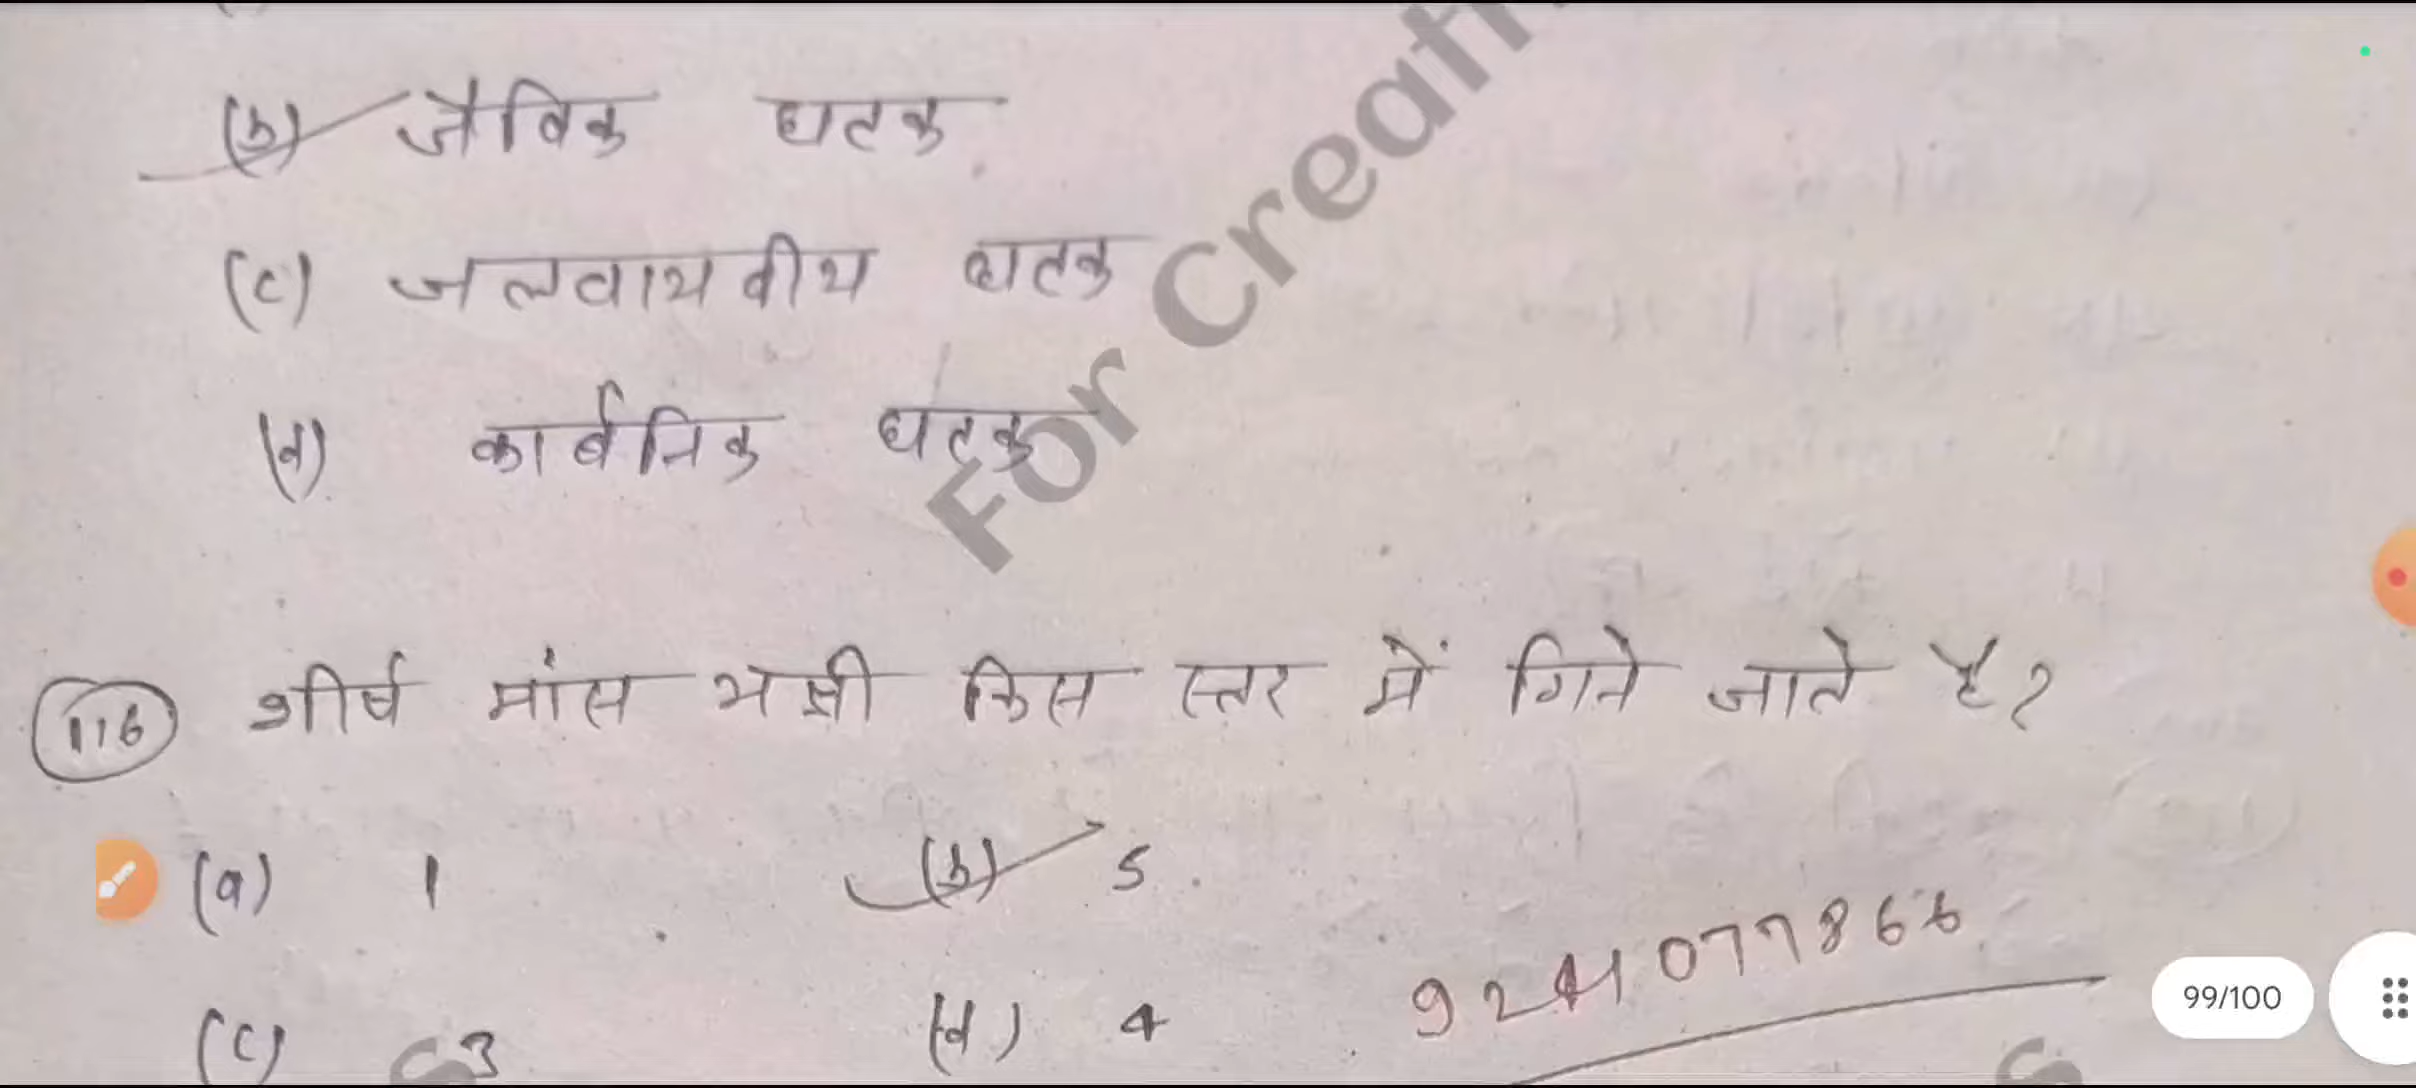 (b) जैविक घटक
(c) जलवायवीय घटक
(d) कार्बनिक घटक
For Creati
116 शीर्ष मांस भक्षी किस स्तर में गिने जाते है?
(a) 1 (b) 5
9241077866
(c) 3 (d) 4
99/100